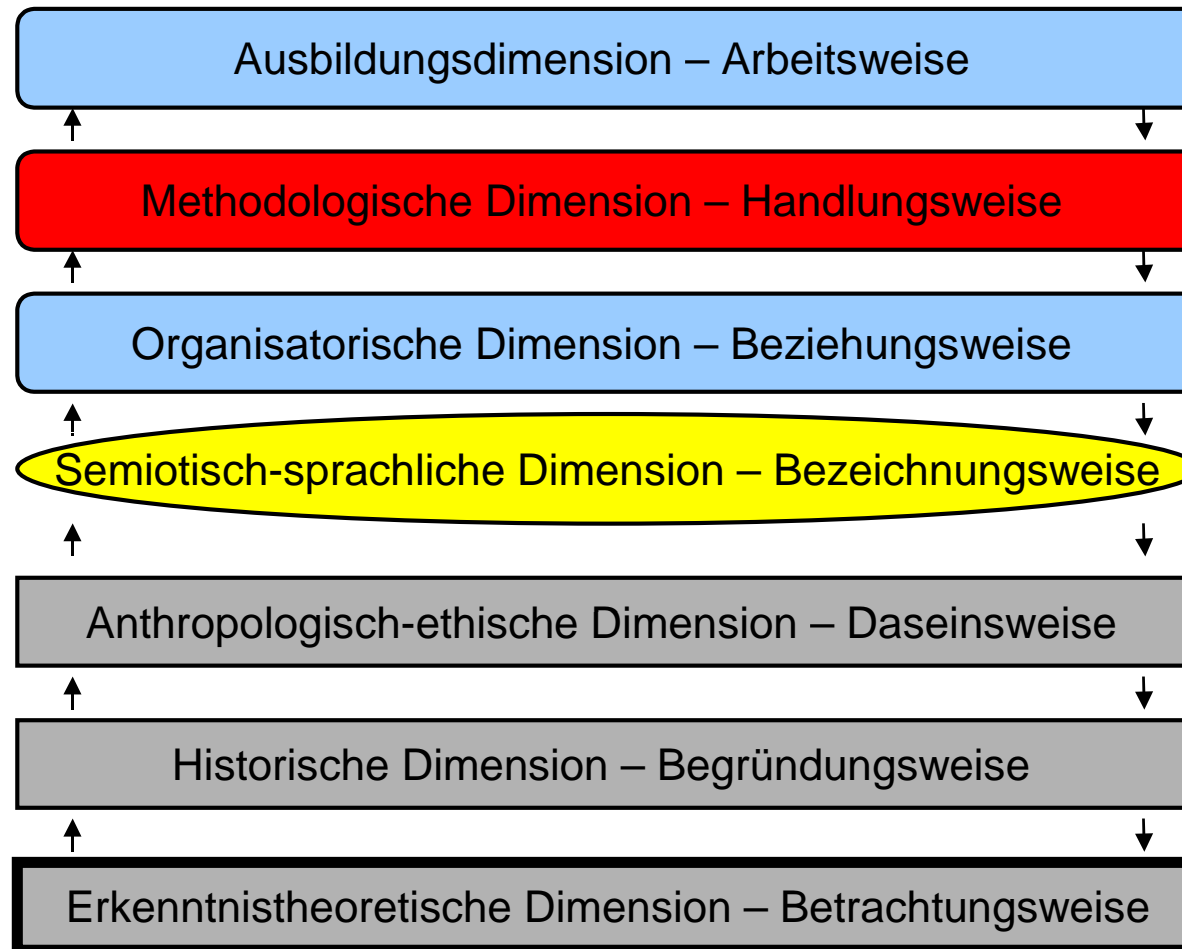 Ausbildungsdimension – Arbeitsweise
Methodologische Dimension – Handlungsweise
Organisatorische Dimension – Beziehungsweise
Semiotisch-sprachliche Dimension – Bezeichnungsweise
Anthropologisch-ethische Dimension – Daseinsweise
Historische Dimension – Begründungsweise
Erkenntnistheoretische Dimension – Betrachtungsweise